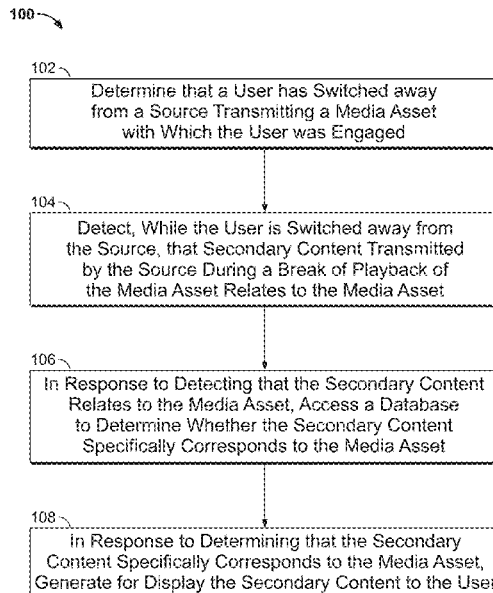 100
102
Determine that a User has Switched away
from a Source Transmitting a Media Asset
with Which the User was Engaged
104
Detect, While the User is Switched away from
the Source, that Secondary Content Transmitted
by the Source During a Break of Playback of
the Media Asset Relates to the Media Asset
106
In Response to Detecting that the Secondary Content
Relates to the Media Asset, Access a Database
to Determine Whether the Secondary Content
Specifically Corresponds to the Media Asset
108
In Response to Determining that the Secondary
Content Specifically Corresponds to the Media Asset,
Generate for Display the Secondary Content to the User